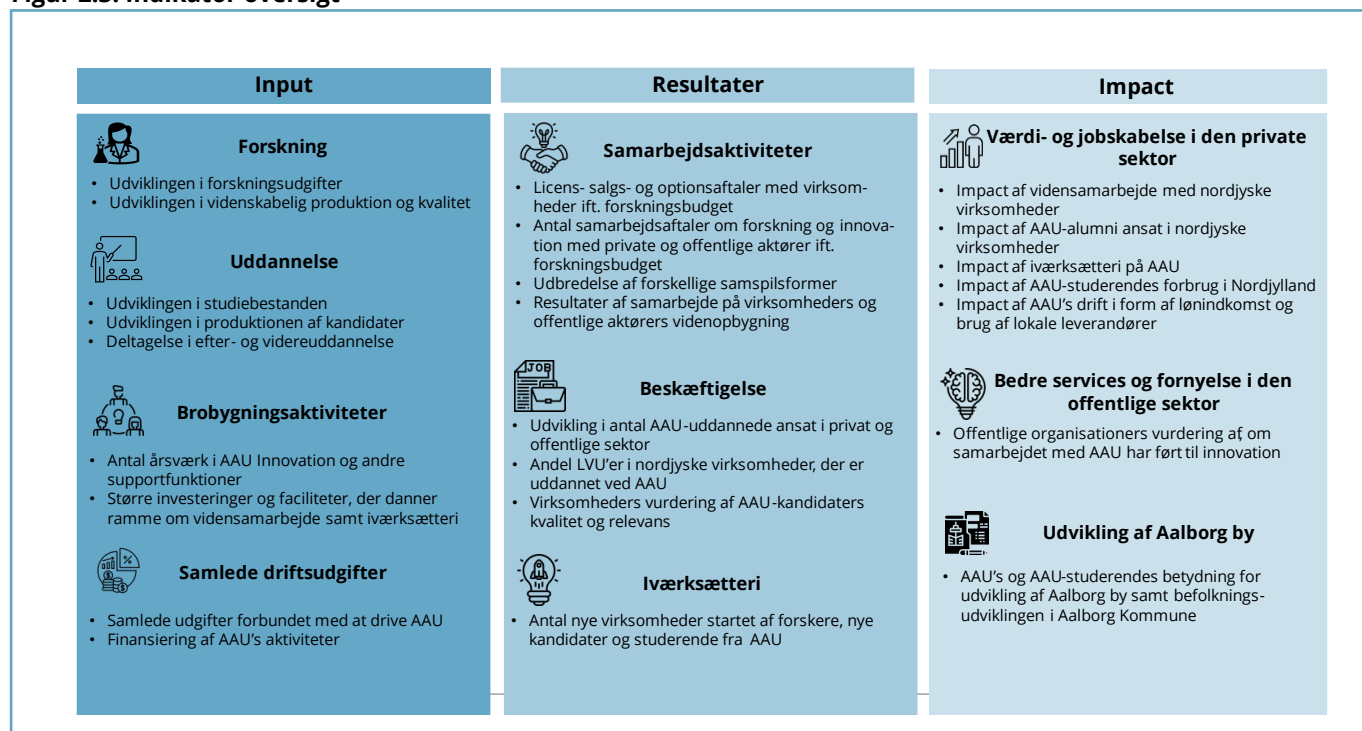 Figur 2.3. Indikator oversigt
Input
Forskning
• Udviklingen i forskningsudgifter
• Udviklingen i videnskabelig produktion og kvalitet
Uddannelse
• Udviklingen i studiebestanden
• Udviklingen i produktionen af kandidater
• Deltagelse i efter- og videreuddannelse
Brobygningsaktiviteter
• Antal årsværk i AAU Innovation og andre
supportfunktioner
• Større investeringer og faciliteter, der danner
ramme om vidensamarbejde samt iværksætteri
Samlede driftsudgifter
• Samlede udgifter forbundet med at drive AAU
• Finansiering af AAU's aktiviteter
Resultater
Samarbejdsaktiviteter
• Licens- salgs- og optionsaftaler med virksom-
heder ift. forskningsbudget
• Antal samarbejdsaftaler om forskning og innova-
tion med private og offentlige aktører ift.
forskningsbudget
• Udbredelse af forskellige samspilsformer
• Resultater af samarbejde på virksomheders og
offentlige aktørers videnopbygning
JOB
Beskæftigelse
• Udvikling i antal AAU-uddannede ansat i privat og
offentlige sektor
• Andel LVU'er i nordjyske virksomheder, der er
uddannet ved AAU
• Virksomheders vurdering af AAU-kandidaters
kvalitet og relevans
Iværksætteri
• Antal nye virksomheder startet af forskere, nye
kandidater og studerende fra AAU
Impact
Værdi- og jobskabelse i den private
sektor
• Impact af vidensamarbejde med nordjyske
virksomheder
• Impact af AAU-alumni ansat i nordjyske
virksomheder
• Impact af iværksætteri på AAU
• Impact af AAU-studerendes forbrug i Nordjylland
• Impact af AAU's drift i form af lønindkomst og
brug af lokale leverandører
Bedre services og fornyelse i den
offentlige sektor
• Offentlige organisationers vurdering af, om
samarbejdet med AAU har ført til innovation
Udvikling af Aalborg by
• AAU's og AAU-studerendes betydning for
udvikling af Aalborg by samt befolknings-
udviklingen i Aalborg Kommune